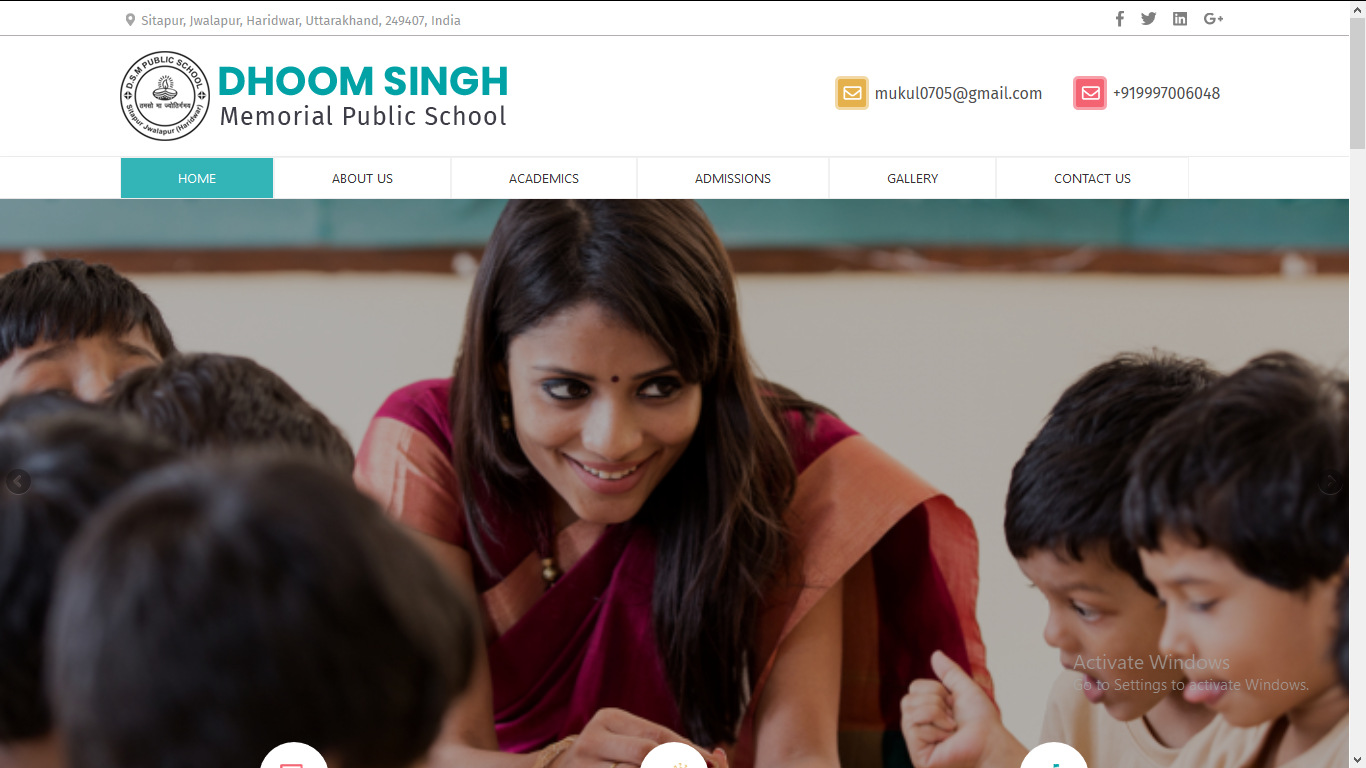 Sitapur, Jwalapur, Haridwar, Uttarakhand, 249407, India
D.S.M PUBLIC SCHOOL
तमसो मा ज्योतिर्गमय
Sitapur Jwalapur (Haridwar)
DHOOM SINGH
Memorial Public School
mukul0705@gmail.com
+919997006048
HOME
ABOUT US
ACADEMICS
ADMISSIONS
GALLERY
CONTACT US
Activate Windows
Go to Settings to activate Windows.